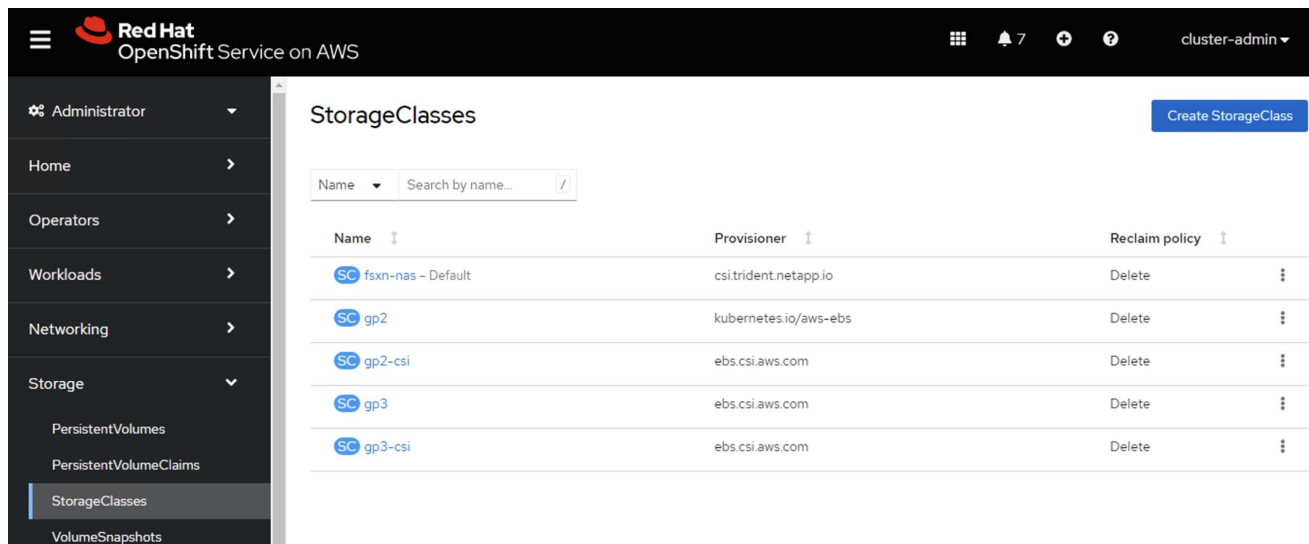 Red Hat
OpenShift Service on AWS
7
cluster-admin
Administrator
Home
Operators
Workloads
Networking
Storage
PersistentVolumes
PersistentVolumeClaims
StorageClasses
VolumeSnapshots
StorageClasses
Create StorageClass
Name Search by name... /
Name Provisioner Reclaim policy
SC fsxn-nas – Default csi.trident.netapp.io Delete
SC gp2 kubernetes.io/aws-ebs Delete
SC gp2-csi ebs.csi.aws.com Delete
SC gp3 ebs.csi.aws.com Delete
SC gp3-csi ebs.csi.aws.com Delete